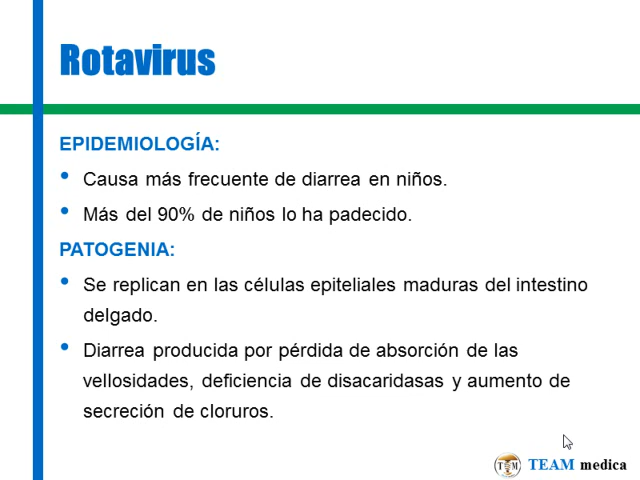 Rotavirus
EPIDEMIOLOGÍA:
• Causa más frecuente de diarrea en niños.
• Más del 90% de niños lo ha padecido.
PATOGENIA:
• Se replican en las células epiteliales maduras del intestino
delgado.
• Diarrea producida por pérdida de absorción de las
vellosidades, deficiencia de disacaridasas y aumento de
secreción de cloruros.
TEAM medica